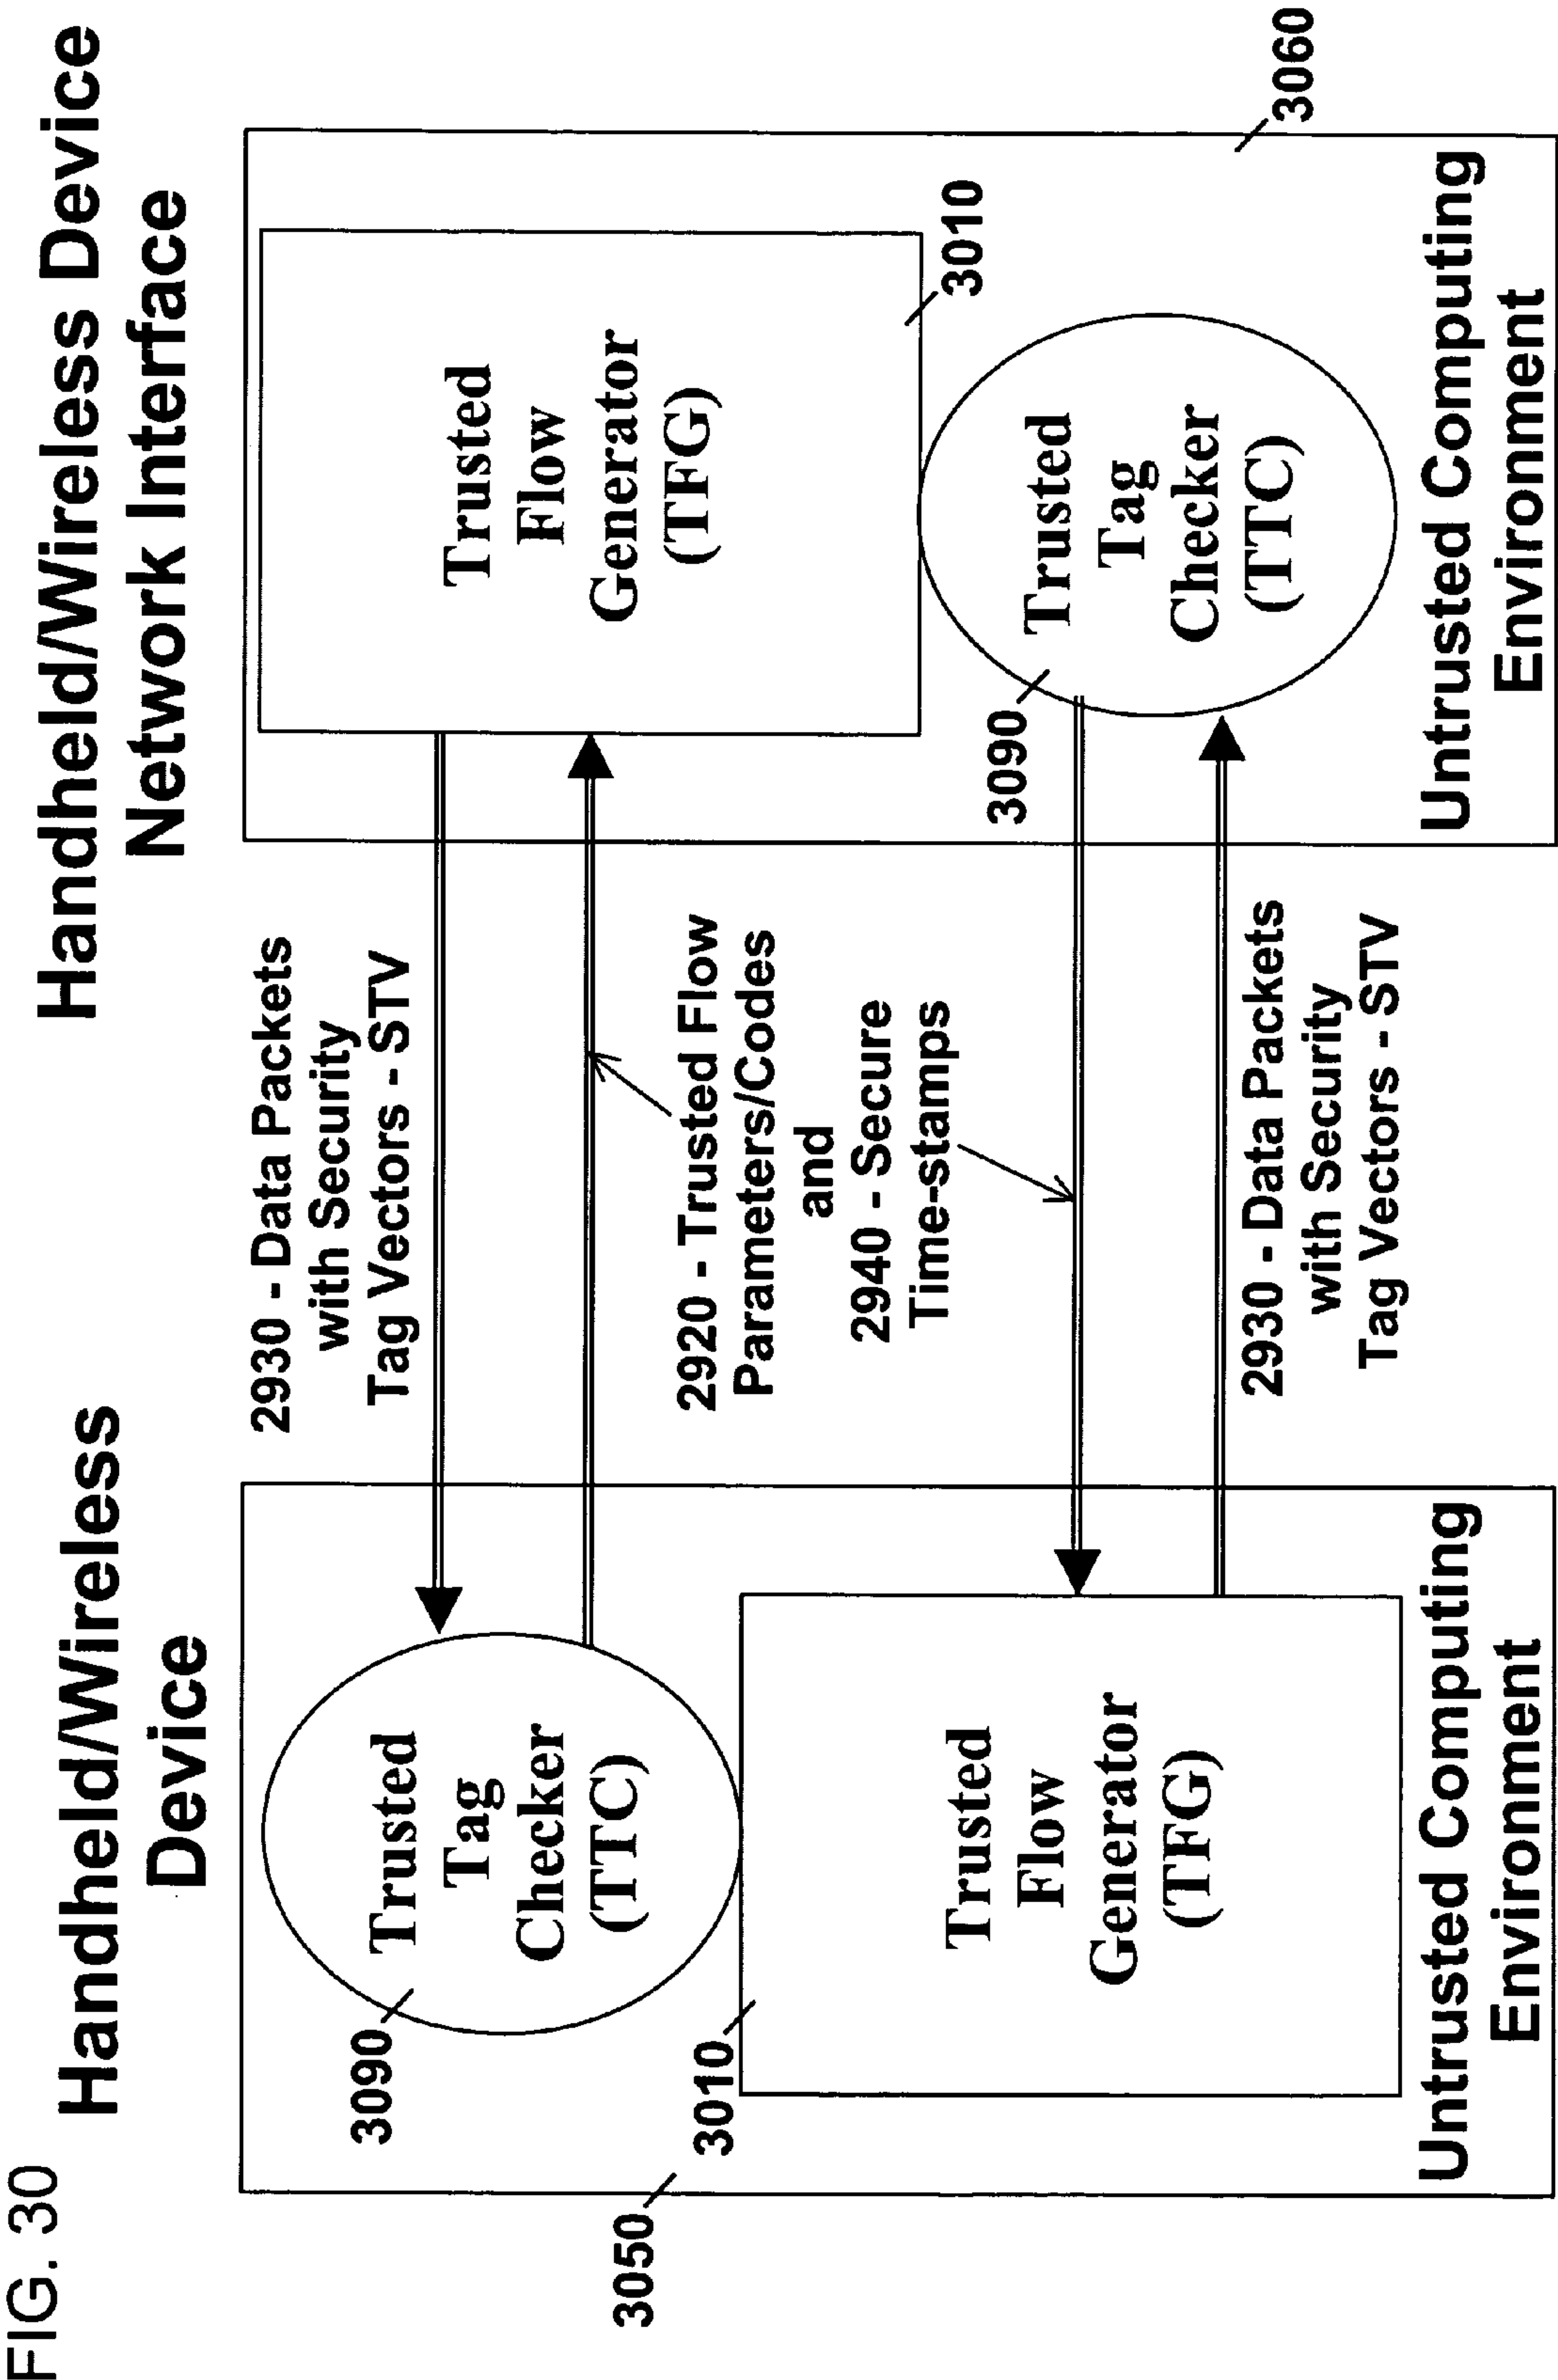 FIG. 30
Handheld/Wireless
Device
Handheld/Wireless Device
Network Interface
3050
3090
Trusted
Tag
Checker
(TTC)
3010
Trusted
Flow
Generator
(TFG)
Untrusted Computing
Environment
2930 - Data Packets
with Security
Tag Vectors - STV
2920 - Trusted Flow
Parameters/Codes
and
2940 - Secure
Time-stamps
2930 - Data Packets
with Security
Tag Vectors - STV
Trusted
Flow
Generator
(TFG)
3010
3090
Trusted
Tag
Checker
(TTC)
3060
Untrusted Computing
Environment